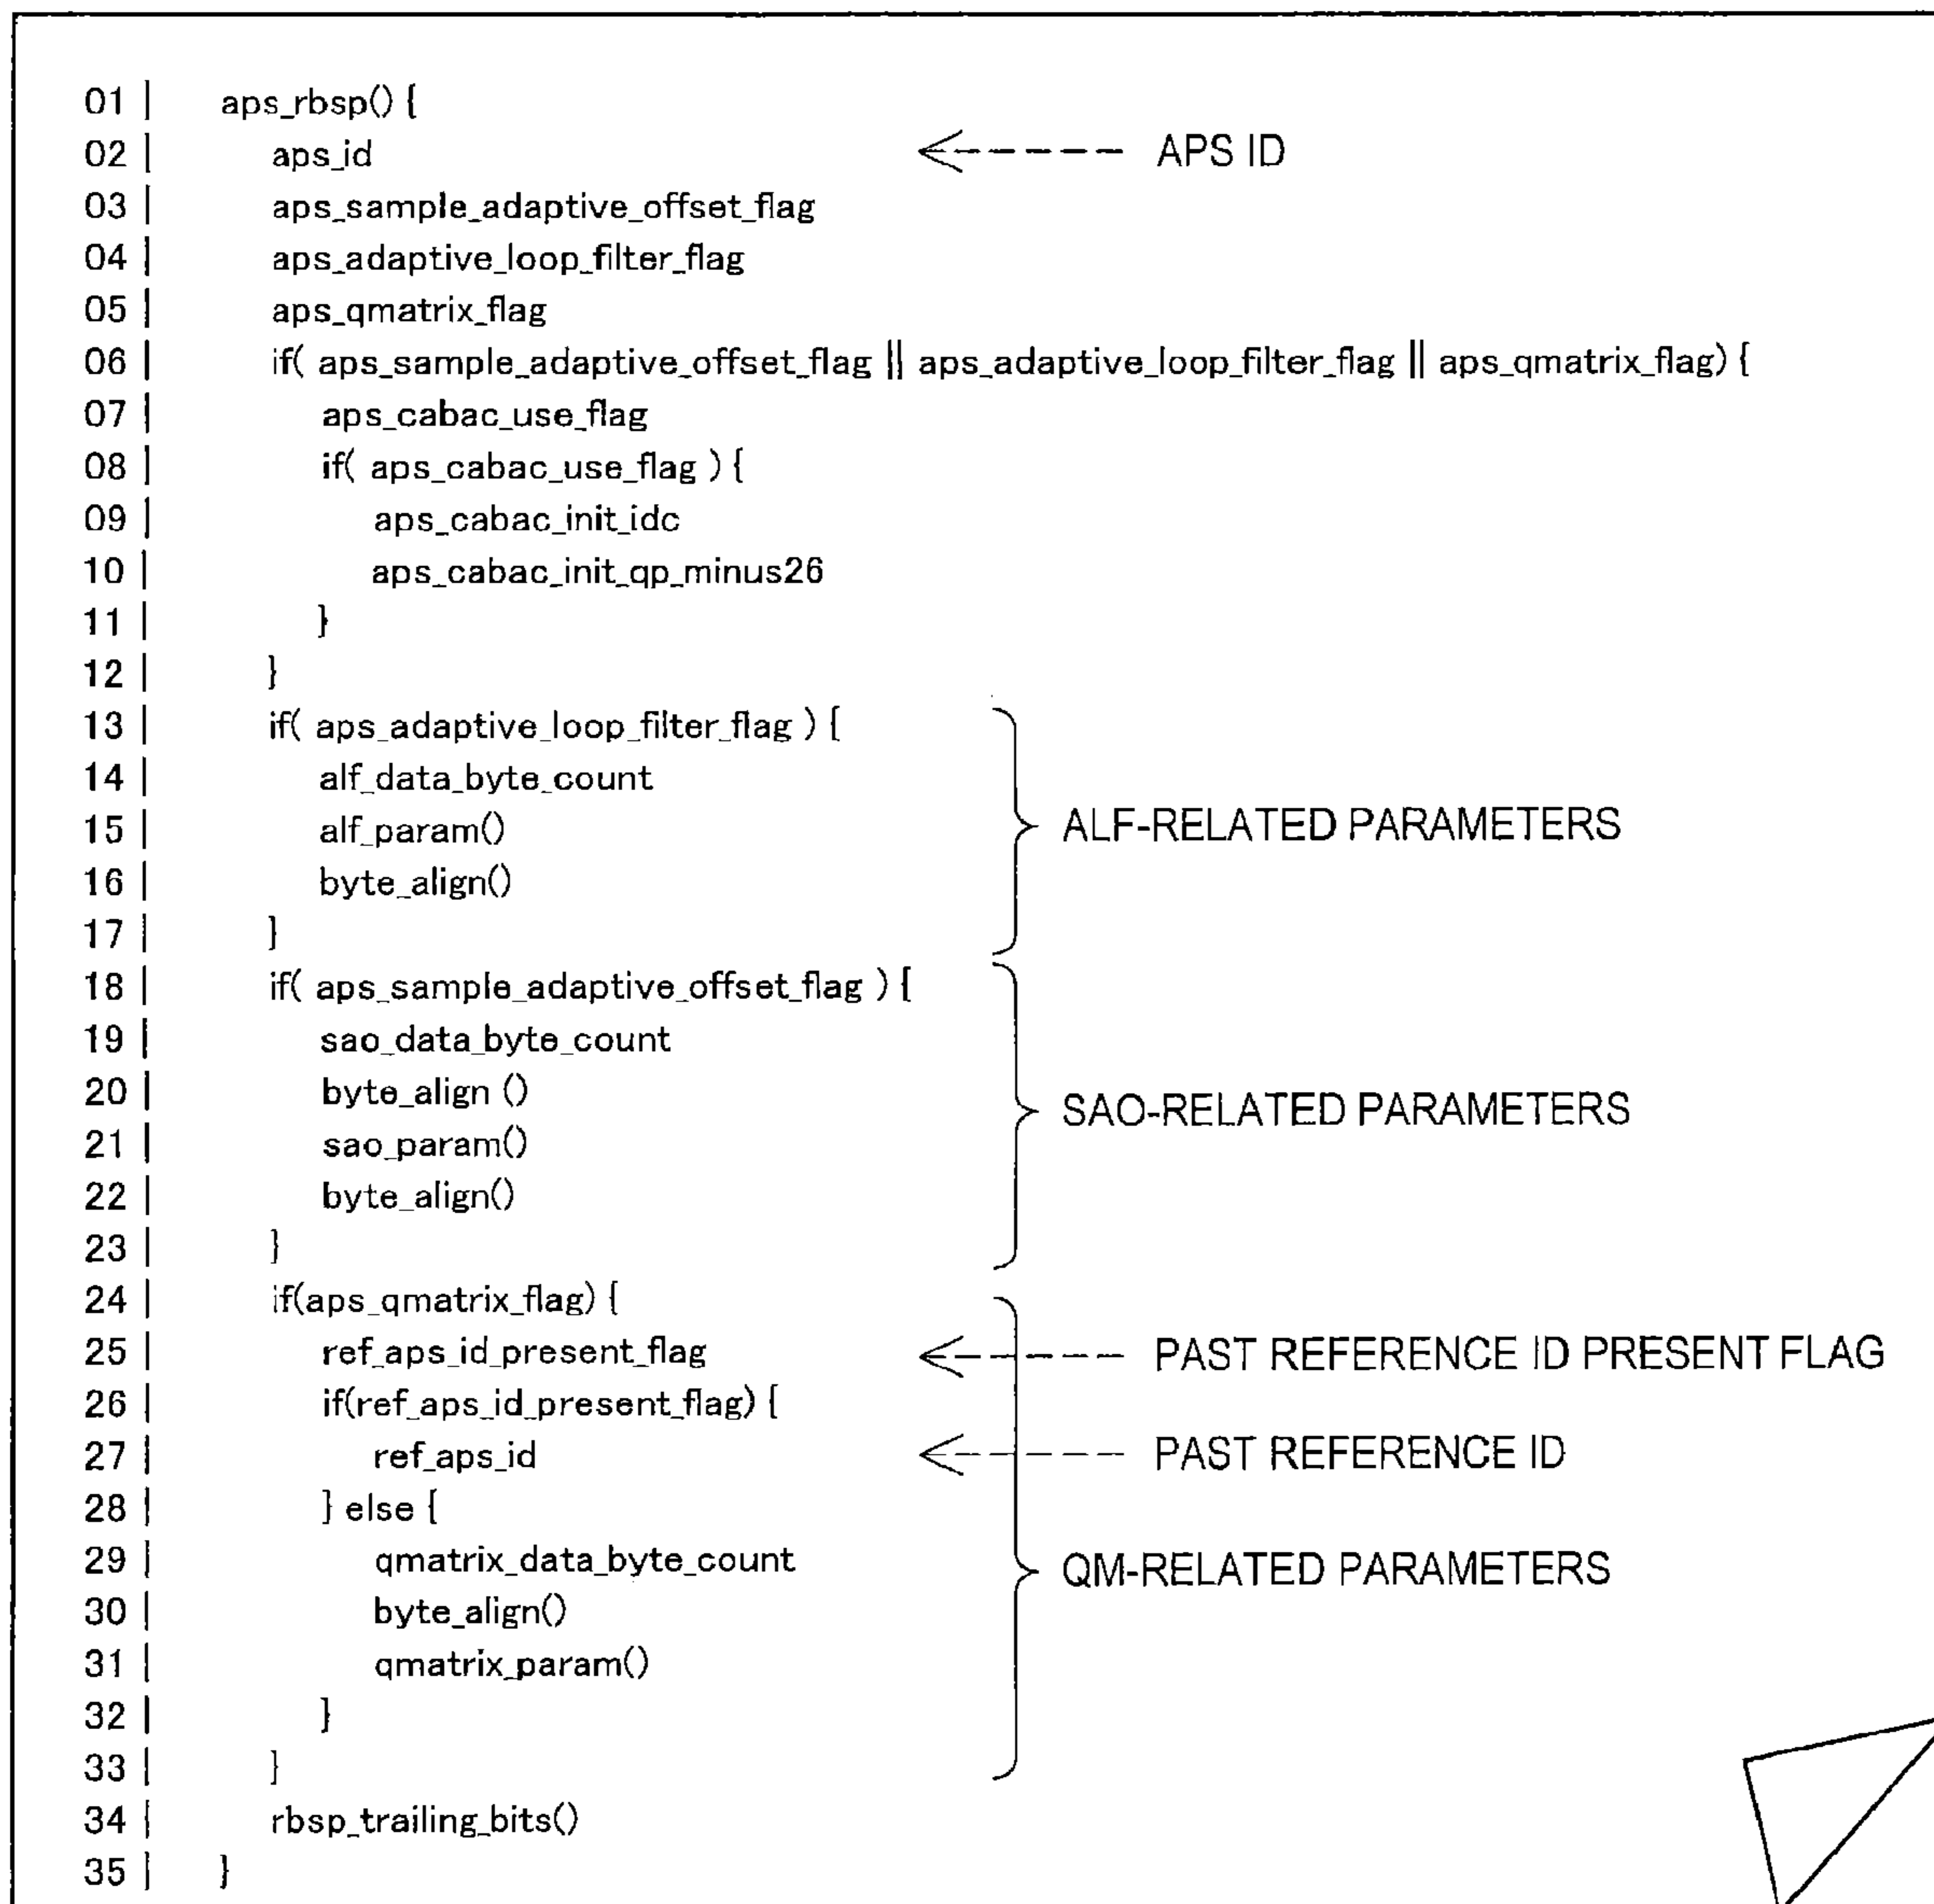 01 | aps_rbsp() {
02 | aps_id <----- APS ID
03 | aps_sample_adaptive_offset_flag
04 | aps_adaptive_loop_filter_flag
05 | aps_qmatrix_flag
06 | if( aps_sample_adaptive_offset_flag || aps_adaptive_loop_filter_flag || aps_qmatrix_flag) {
07 | aps_cabac_use_flag
08 | if( aps_cabac_use_flag ) {
09 | aps_cabac_init_idc
10 | aps_cabac_init_qp_minus26
11 | }
12 | }
13 | if( aps_adaptive_loop_filter_flag ) {
14 | alf_data_byte_count
15 | alf_param() ALF-RELATED PARAMETERS
16 | byte_align()
17 | }
18 | if( aps_sample_adaptive_offset_flag ) {
19 | sao_data_byte_count
20 | byte_align () SAO-RELATED PARAMETERS
21 | sao_param()
22 | byte_align()
23 | }
24 | if(aps_qmatrix_flag) {
25 | ref_aps_id_present_flag <----- PAST REFERENCE ID PRESENT FLAG
26 | if(ref_aps_id_present_flag) {
27 | ref_aps_id <----- PAST REFERENCE ID
28 | } else {
29 | qmatrix_data_byte_count QM-RELATED PARAMETERS
30 | byte_align()
31 | qmatrix_param()
32 | }
33 | }
34 | rbsp_trailing_bits()
35 | }